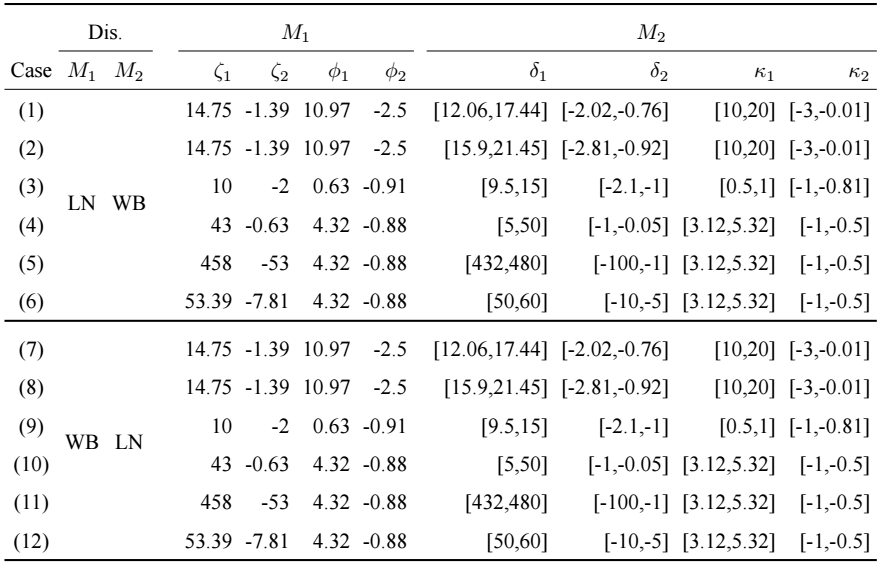 Dis. M₁ M₂
Case M₁ M₂ ζ₁ ζ₂ ϕ₁ ϕ₂ δ₁ δ₂ κ₁ κ₂
(1) 14.75 -1.39 10.97 -2.5 [12.06,17.44] [-2.02,-0.76] [10,20] [-3,-0.01]
(2) 14.75 -1.39 10.97 -2.5 [15.9,21.45] [-2.81,-0.92] [10,20] [-3,-0.01]
(3) 10 -2 0.63 -0.91 [9.5,15] [-2.1,-1] [0.5,1] [-1,-0.81]
LN WB
(4) 43 -0.63 4.32 -0.88 [5,50] [-1,-0.05] [3.12,5.32] [-1,-0.5]
(5) 458 -53 4.32 -0.88 [432,480] [-100,-1] [3.12,5.32] [-1,-0.5]
(6) 53.39 -7.81 4.32 -0.88 [50,60] [-10,-5] [3.12,5.32] [-1,-0.5]
(7) 14.75 -1.39 10.97 -2.5 [12.06,17.44] [-2.02,-0.76] [10,20] [-3,-0.01]
(8) 14.75 -1.39 10.97 -2.5 [15.9,21.45] [-2.81,-0.92] [10,20] [-3,-0.01]
(9) 10 -2 0.63 -0.91 [9.5,15] [-2.1,-1] [0.5,1] [-1,-0.81]
WB LN
(10) 43 -0.63 4.32 -0.88 [5,50] [-1,-0.05] [3.12,5.32] [-1,-0.5]
(11) 458 -53 4.32 -0.88 [432,480] [-100,-1] [3.12,5.32] [-1,-0.5]
(12) 53.39 -7.81 4.32 -0.88 [50,60] [-10,-5] [3.12,5.32] [-1,-0.5]